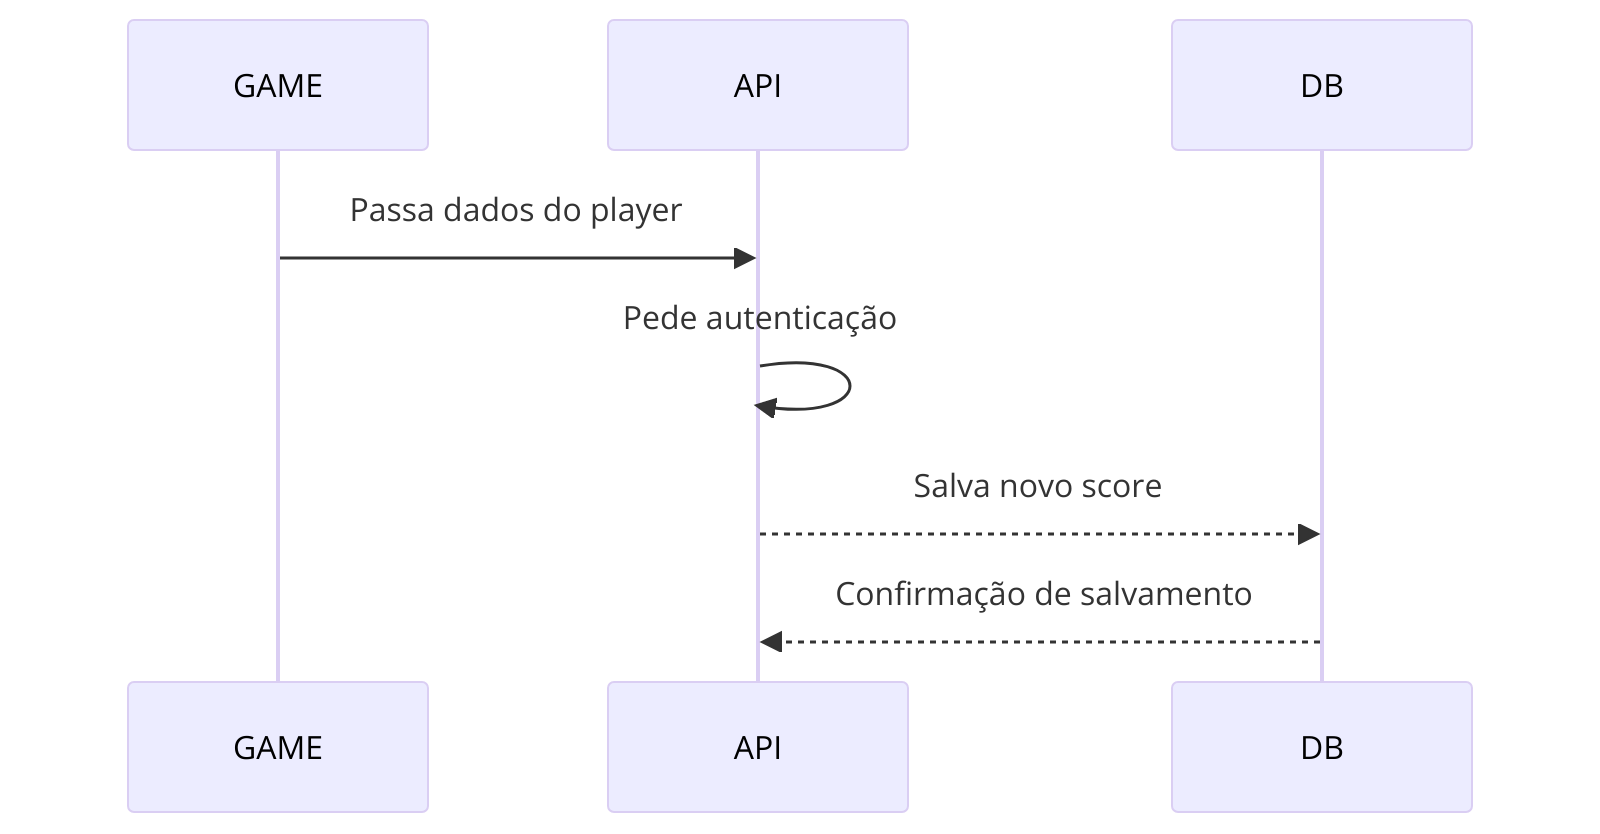 GAME
API
DB
Passa dados do player
Pede autenticação
Salva novo score
Confirmação de salvamento
GAME
API
DB